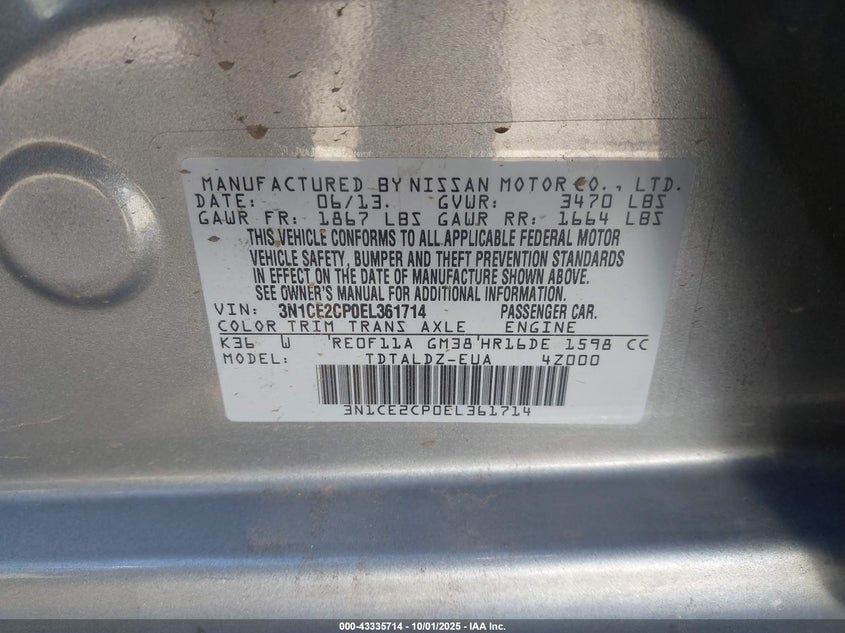 MANUFACTURED BY NISSAN MOTOR CO., LTD.
DATE: 06/13. GVWR: 3470 LBS
GAWR FR: 1867 LBS GAWR RR: 1664 LBS
THIS VEHICLE CONFORMS TO ALL APPLICABLE FEDERAL MOTOR
VEHICLE SAFETY, BUMPER AND THEFT PREVENTION STANDARDS
IN EFFECT ON THE DATE OF MANUFACTURE SHOWN ABOVE.
SEE OWNER'S MANUAL FOR ADDITIONAL INFORMATION.
VIN: 3N1CE2CP0EL361714 PASSENGER CAR.
COLOR TRIM TRANS AXLE ENGINE
K36 W 'RE0F11A GM38'HR16DE 1598 CC
MODEL: TDTALDZ-EUA 4Z000
3N1CE2CP0EL361714
000-43335714 - 10/01/2025 - IAA Inc.